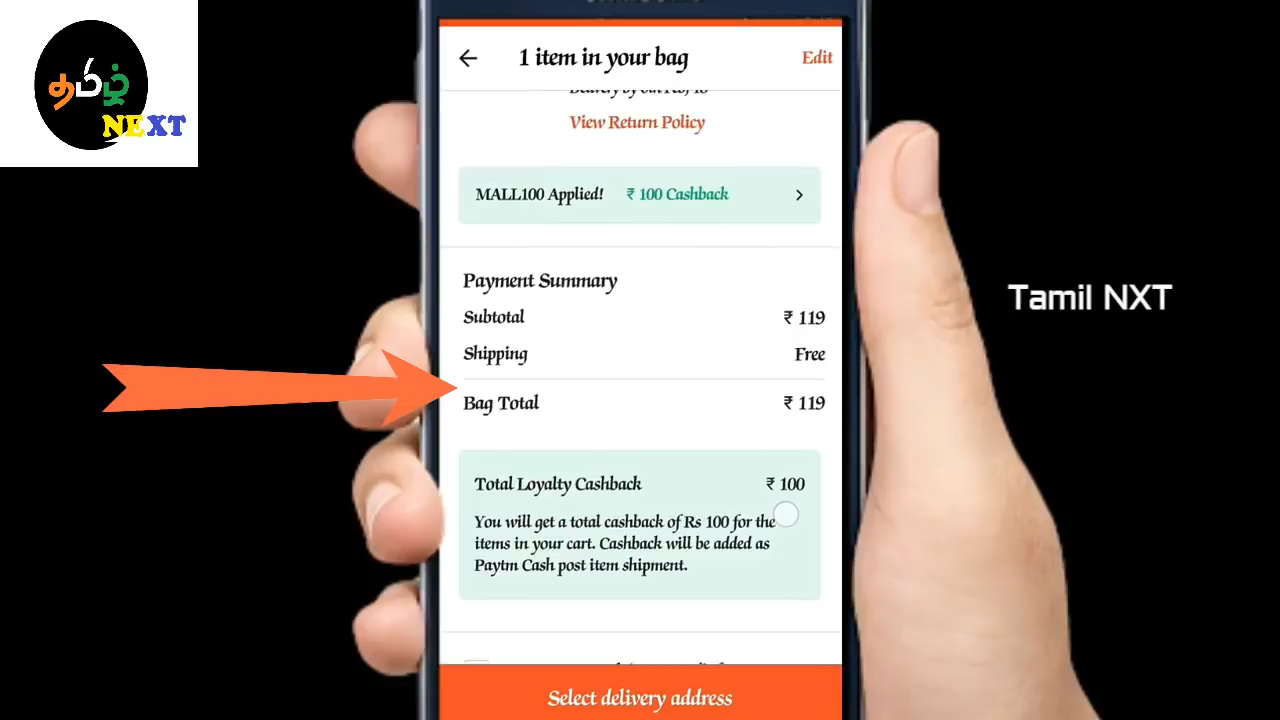 தமிழ்
NEXT
1 item in your bag
Edit
View Return Policy
MALL100 Applied! ₹ 100 Cashback
Payment Summary
Subtotal ₹ 119
Shipping Free
Bag Total ₹ 119
Total Loyalty Cashback ₹ 100
You will get a total cashback of Rs 100 for the
items in your cart. Cashback will be added as
Paytm Cash post item shipment.
Select delivery address
Tamil NXT